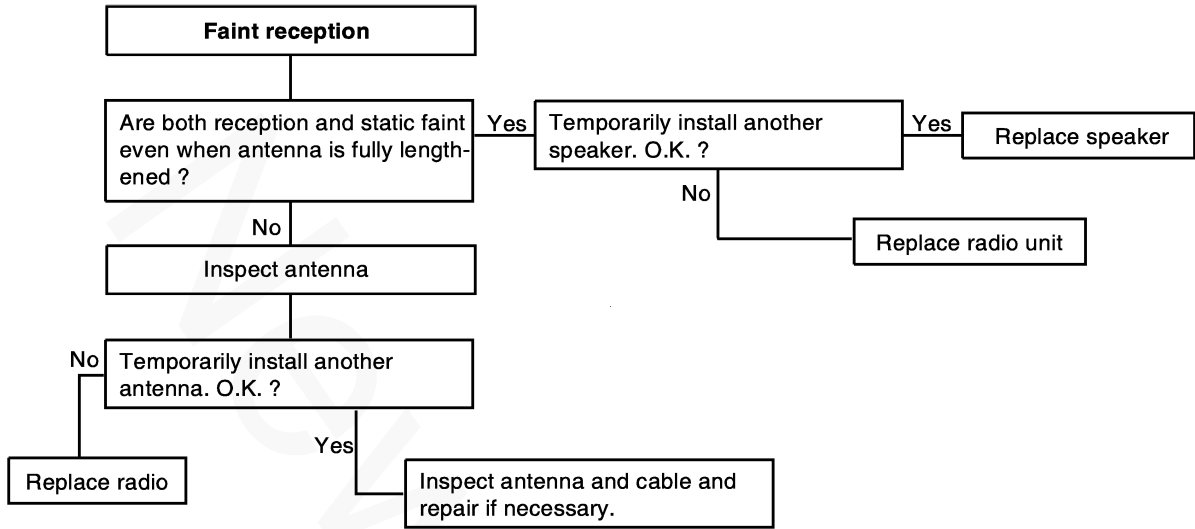 Faint reception
Are both reception and static faint
even when antenna is fully length-
ened ?
Yes
Temporarily install another
speaker. O.K. ?
Yes
Replace speaker
No
Replace radio unit
No
Inspect antenna
No
Temporarily install another
antenna. O.K. ?
Yes
Replace radio
Inspect antenna and cable and
repair if necessary.